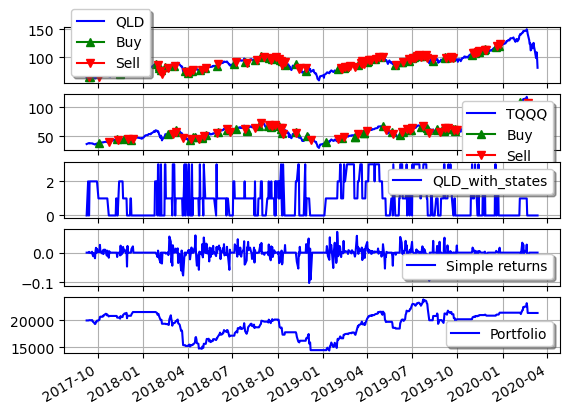 QLD
Buy
Sell
150
100
TQQQ
Buy
Sell
100
50
QLD_with_states
2
0
Simple returns
0.0
−0.1
Portfolio
20000
15000
2017-10
2018-01
2018-04
2018-07
2018-10
2019-01
2019-04
2019-07
2019-10
2020-01
2020-04